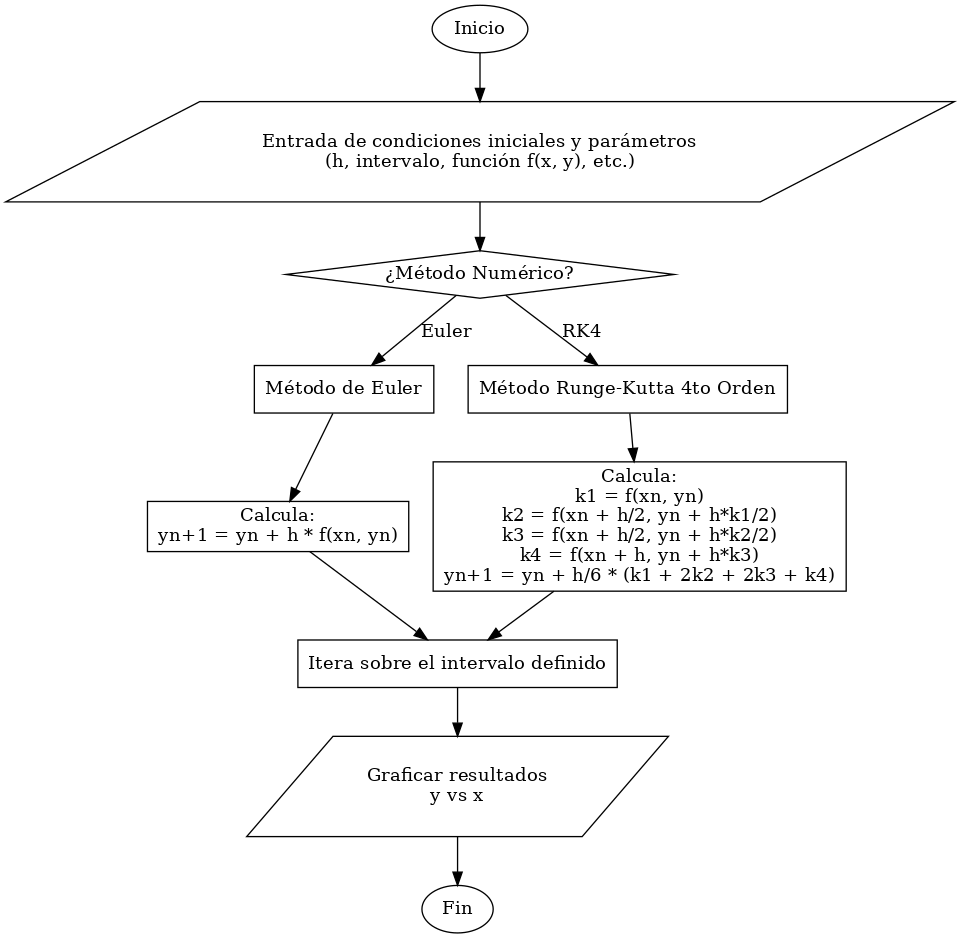 Inicio
Entrada de condiciones iniciales y parámetros
(h, intervalo, función f(x, y), etc.)
¿Método Numérico?
Euler
RK4
Método de Euler
Método Runge-Kutta 4to Orden
Calcula:
yn+1 = yn + h * f(xn, yn)
Calcula:
k1 = f(xn, yn)
k2 = f(xn + h/2, yn + h*k1/2)
k3 = f(xn + h/2, yn + h*k2/2)
k4 = f(xn + h, yn + h*k3)
yn+1 = yn + h/6 * (k1 + 2k2 + 2k3 + k4)
Itera sobre el intervalo definido
Graficar resultados
y vs x
Fin